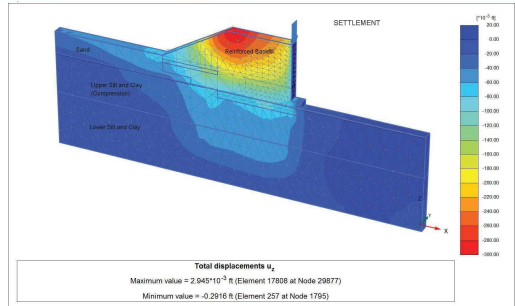 SETTLEMENT
[*10⁻³ ft]
Sand
Reinforced Backfill
Upper Silt and Clay
(Compression)
Lower Silt and Clay
20.00
0.00
-20.00
-40.00
-60.00
-80.00
-100.00
-120.00
-140.00
-160.00
-180.00
-200.00
-220.00
-240.00
-260.00
-280.00
-300.00
Y
X
Total displacements u_z
Maximum value = 2.945*10⁻³ ft (Element 17808 at Node 29877)
Minimum value = -0.2916 ft (Element 257 at Node 1795)